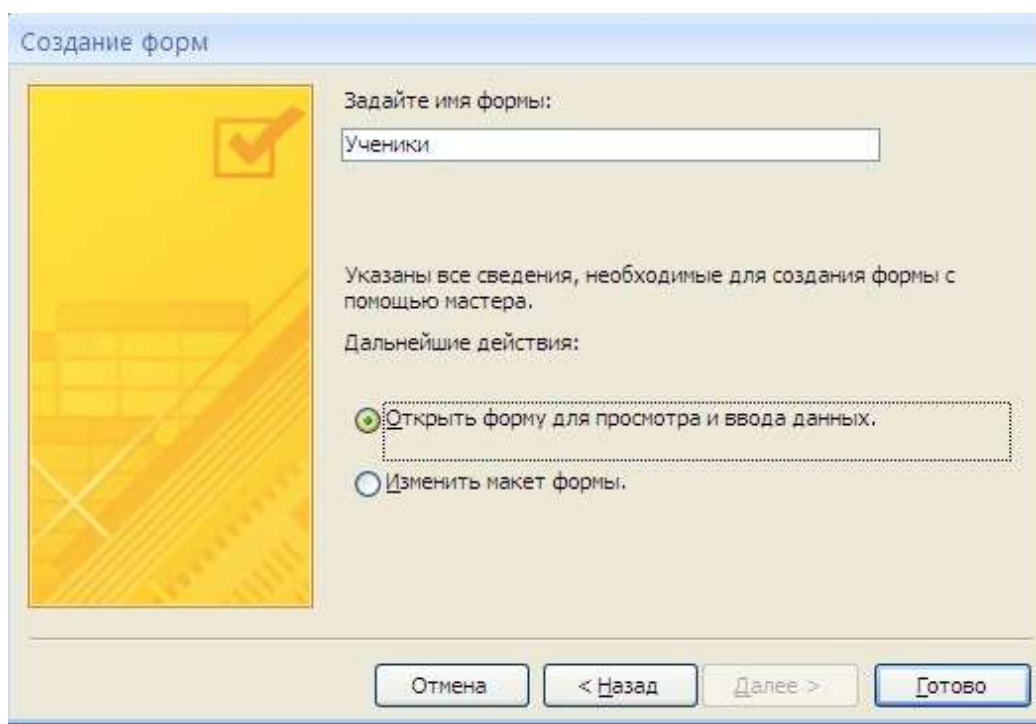 Создание форм
Задайте имя формы:
Ученики
Указаны все сведения, необходимые для создания формы с
помощью мастера.
Дальнейшие действия:
Открыть форму для просмотра и ввода данных.
Изменить макет формы.
Отмена
< Назад
Далее >
Готово